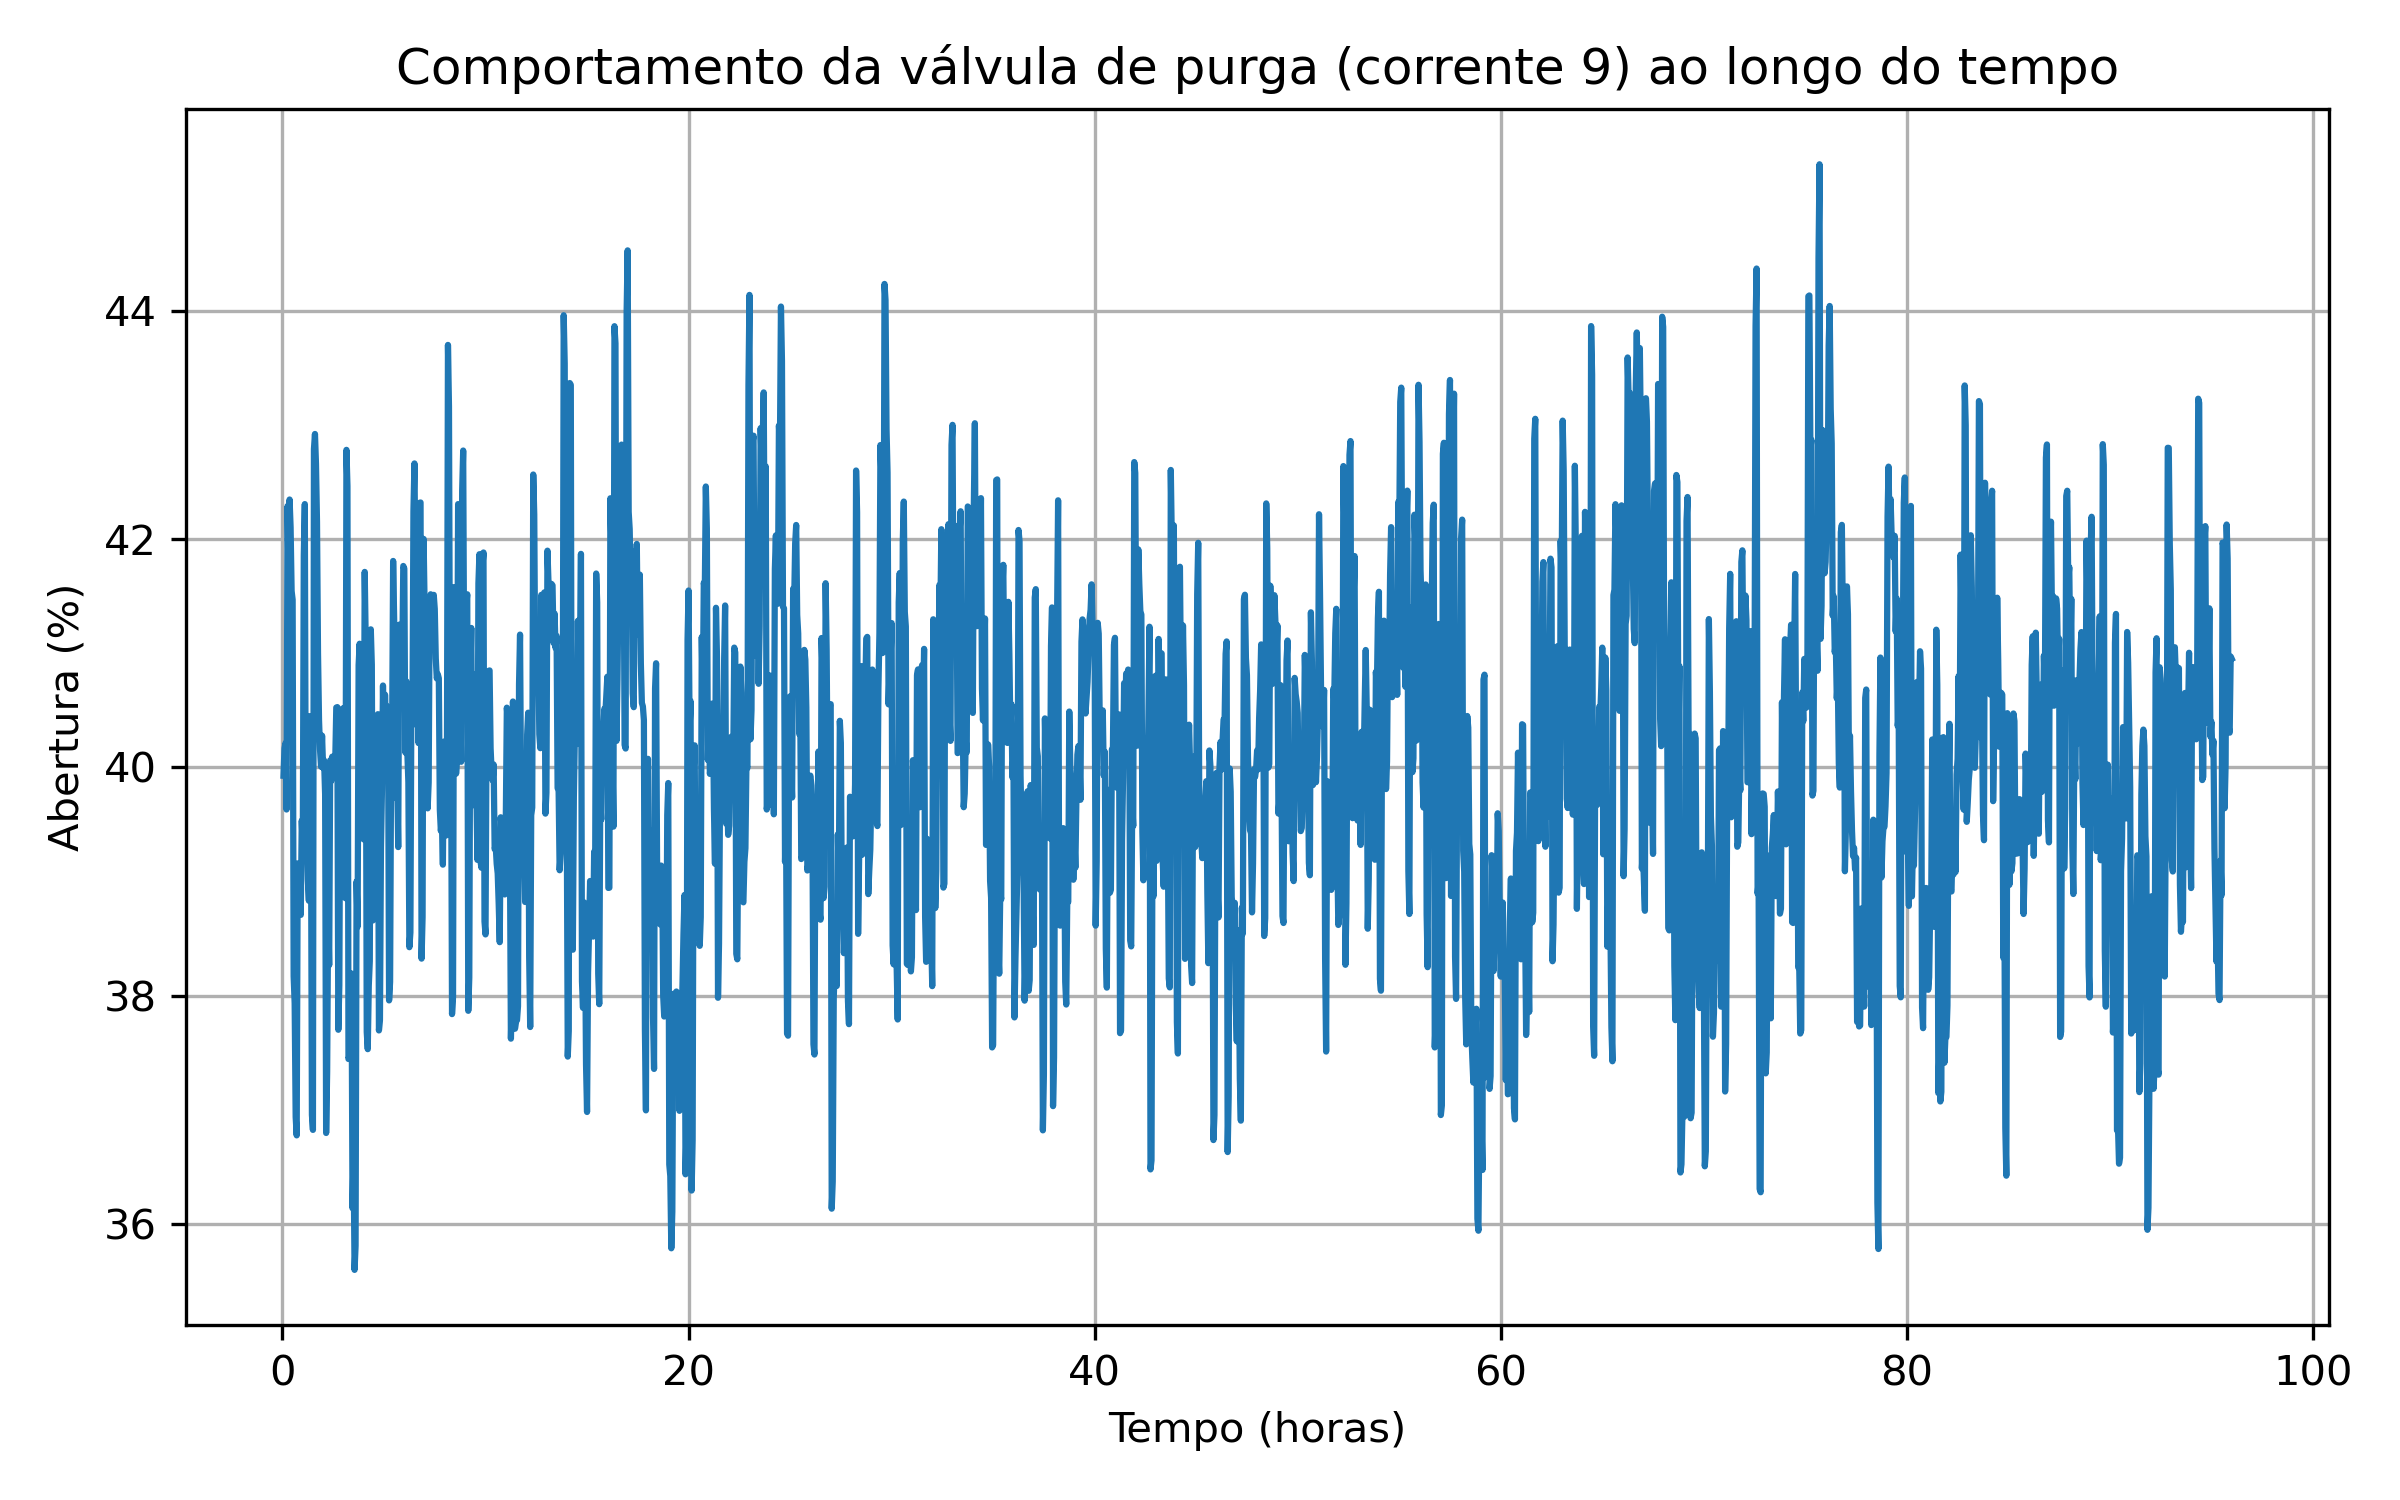 Comportamento da válvula de purga (corrente 9) ao longo do tempo
Abertura (%)
44
42
40
38
36
0 20 40 60 80 100
Tempo (horas)